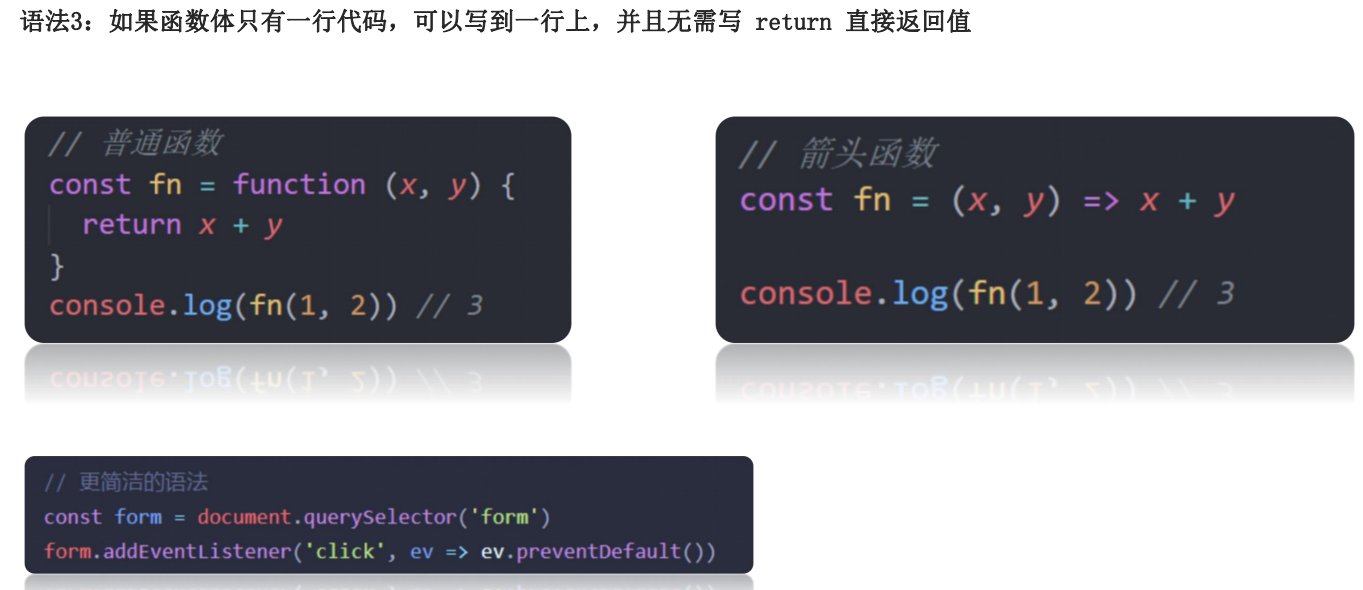 语法3：如果函数体只有一行代码，可以写到一行上，并且无需写 return 直接返回值
// 普通函数
const fn = function (x, y) {
  return x + y
}
console.log(fn(1, 2)) // 3
// 箭头函数
const fn = (x, y) => x + y
console.log(fn(1, 2)) // 3
// 更简洁的语法
const form = document.querySelector('form')
form.addEventListener('click', ev => ev.preventDefault())